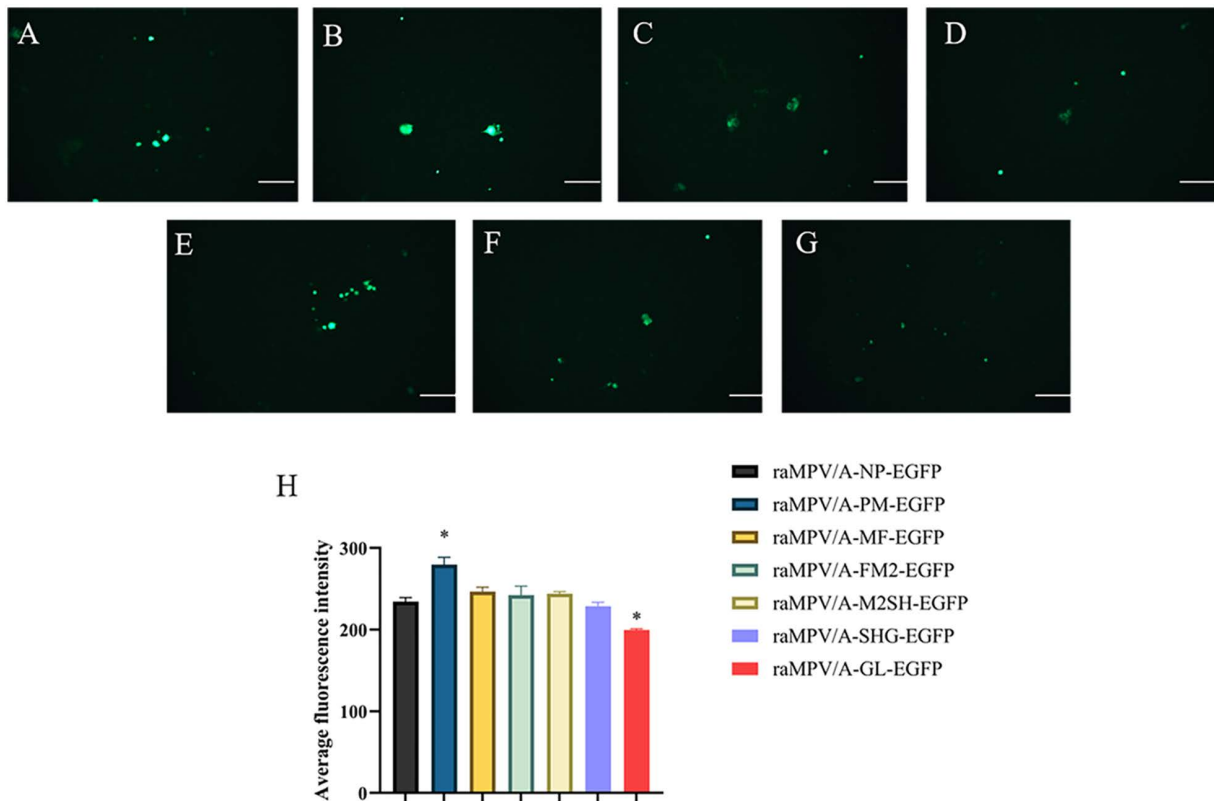 A
B
C
D
E
F
G
H
raMPV/A-NP-EGFP
raMPV/A-PM-EGFP
raMPV/A-MF-EGFP
raMPV/A-FM2-EGFP
raMPV/A-M2SH-EGFP
raMPV/A-SHG-EGFP
raMPV/A-GL-EGFP
Average fluorescence intensity
300
200
100
0
*
*